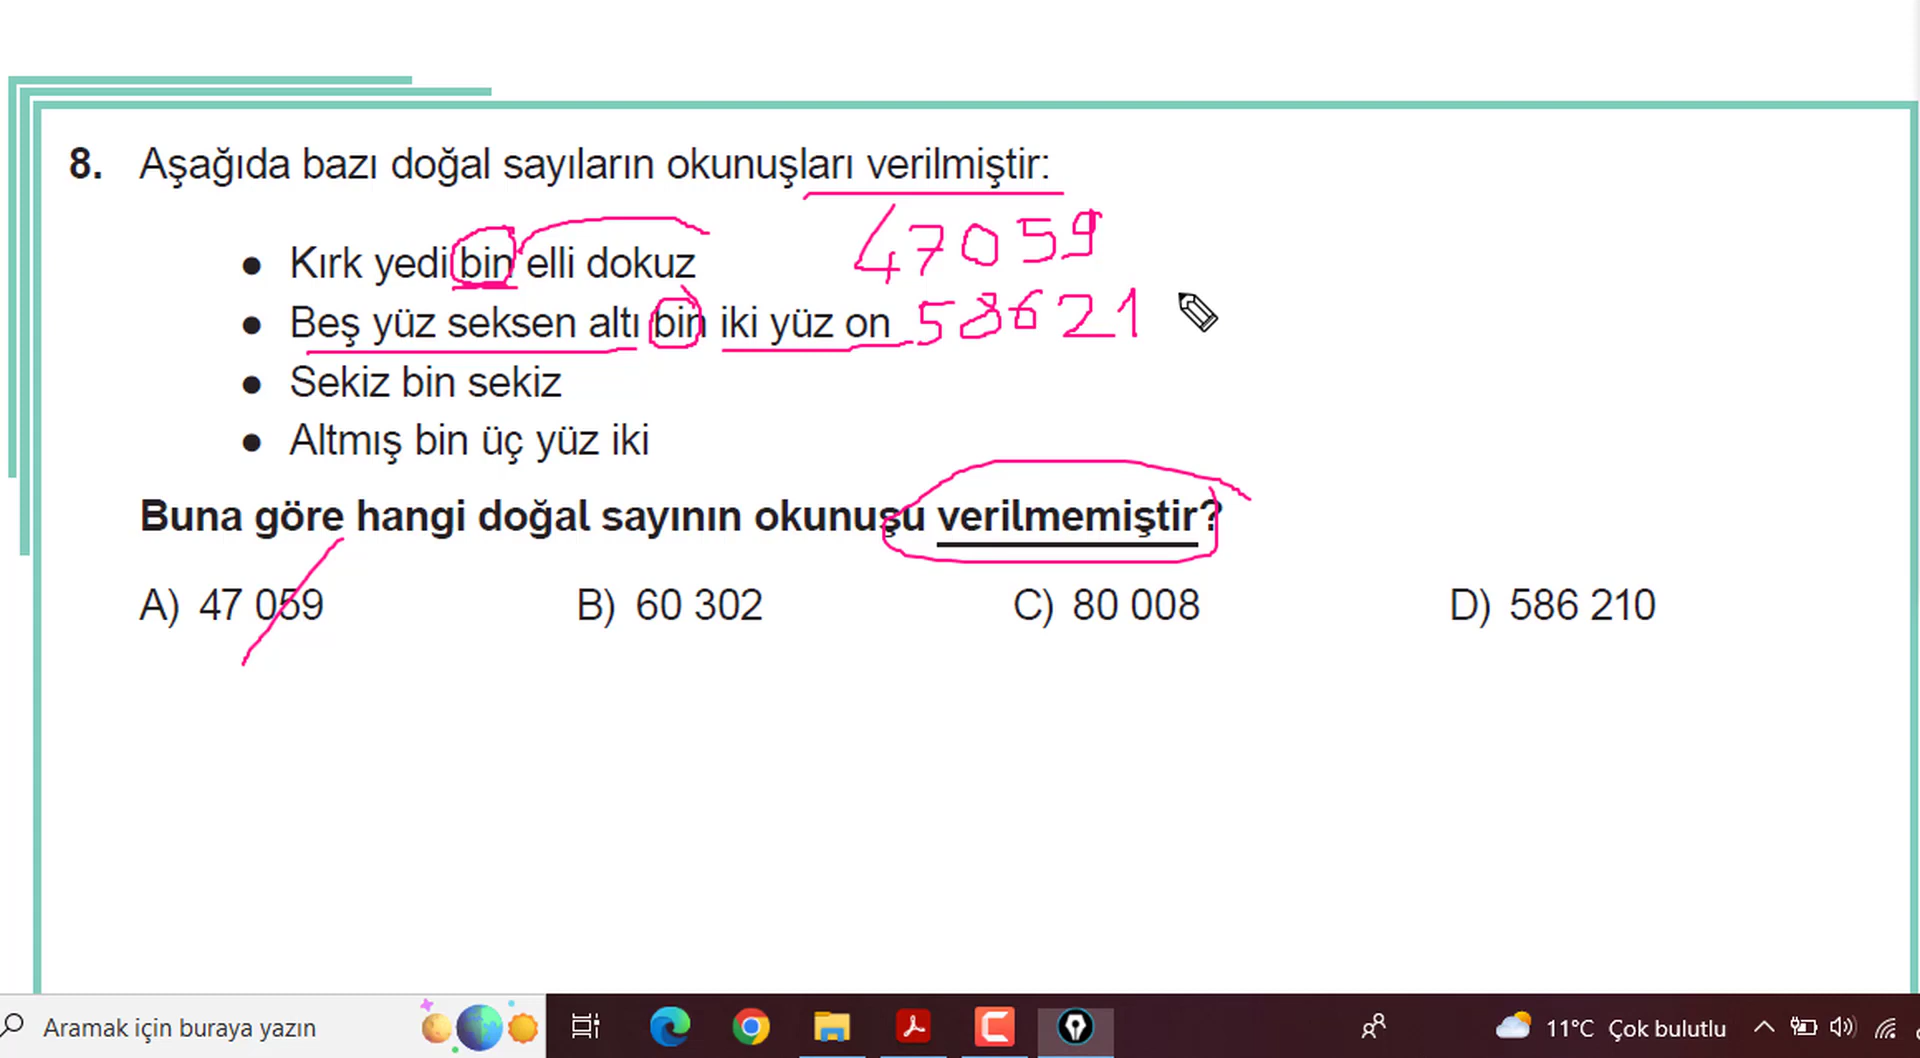 8. Aşağıda bazı doğal sayıların okunuşları verilmiştir:
● Kırk yedi bin elli dokuz 47059
● Beş yüz seksen altı bin iki yüz on 58621
● Sekiz bin sekiz
● Altmış bin üç yüz iki
Buna göre hangi doğal sayının okunuşu verilmemiştir?
A) 47 059 B) 60 302 C) 80 008 D) 586 210
Aramak için buraya yazın 11°C Çok bulutlu